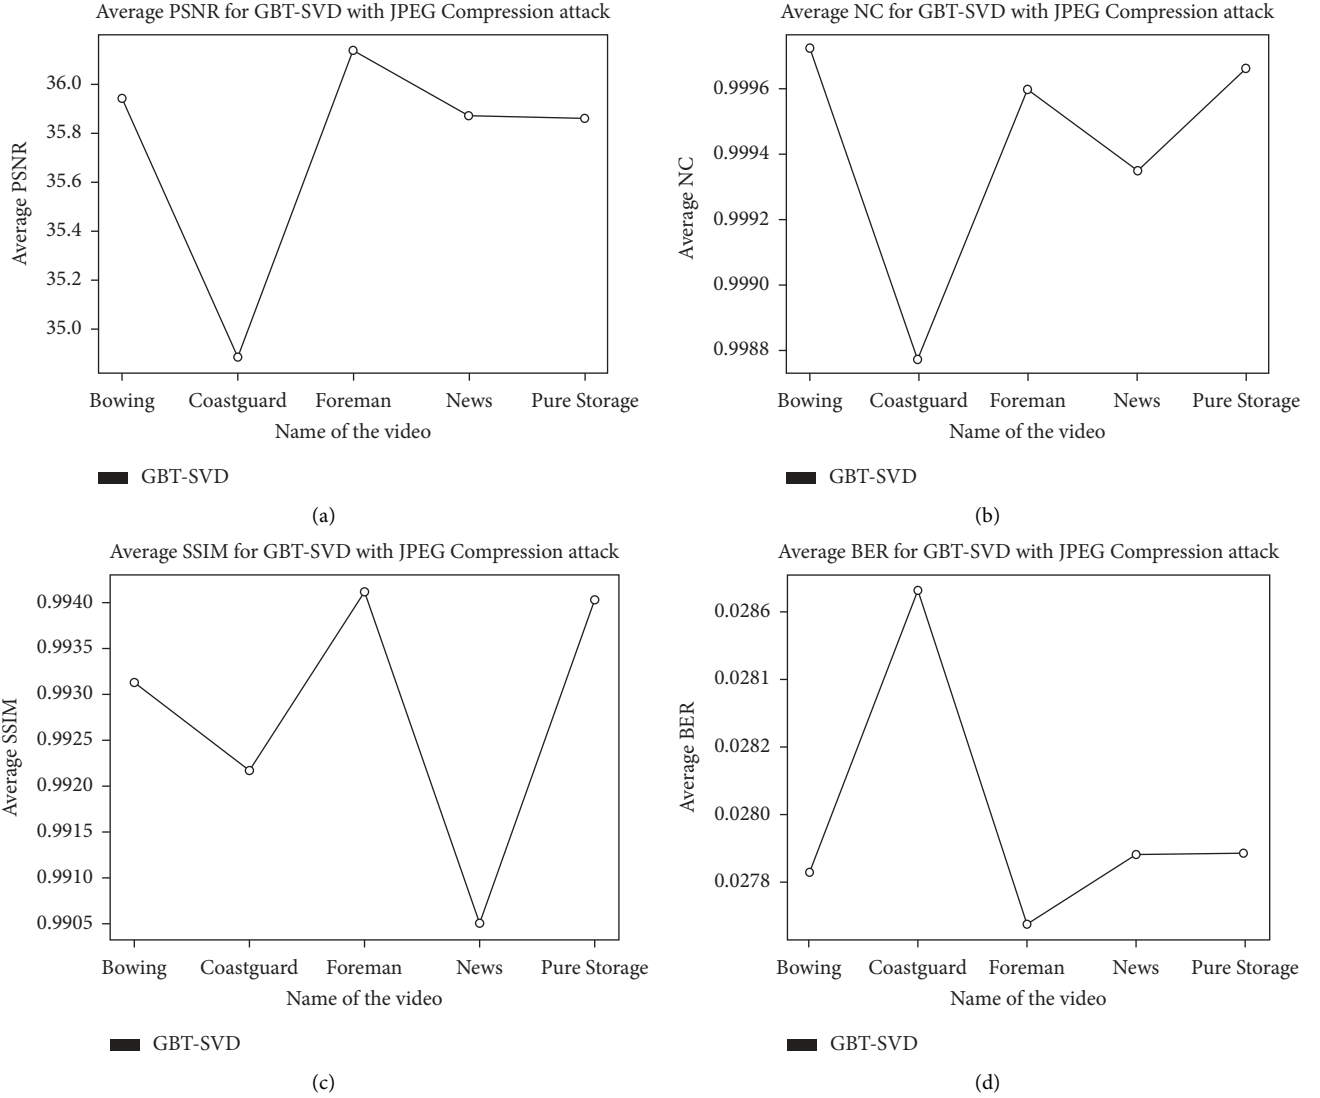 Average PSNR for GBT-SVD with JPEG Compression attack
Average PSNR
36.0
35.8
35.6
35.4
35.2
35.0
Bowing Coastguard Foreman News Pure Storage
Name of the video
GBT-SVD
(a)
Average NC for GBT-SVD with JPEG Compression attack
Average NC
0.9996
0.9994
0.9992
0.9990
0.9988
Bowing Coastguard Foreman News Pure Storage
Name of the video
GBT-SVD
(b)
Average SSIM for GBT-SVD with JPEG Compression attack
Average SSIM
0.9940
0.9935
0.9930
0.9925
0.9920
0.9915
0.9910
0.9905
Bowing Coastguard Foreman News Pure Storage
Name of the video
GBT-SVD
(c)
Average BER for GBT-SVD with JPEG Compression attack
Average BER
0.0286
0.0281
0.0282
0.0280
0.0278
Bowing Coastguard Foreman News Pure Storage
Name of the video
GBT-SVD
(d)